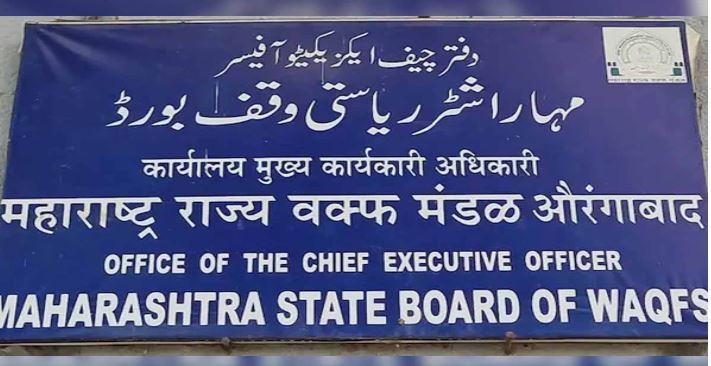 دفتر چیف ایکزیکیٹو آفیسر
مہاراشٹر ریاستی وقف بورڈ
कार्यालय मुख्य कार्यकारी अधिकारी
महाराष्ट्र राज्य वक्फ मंडळ औरंगाबाद
OFFICE OF THE CHIEF EXECUTIVE OFFICER
MAHARASHTRA STATE BOARD OF WAQFS